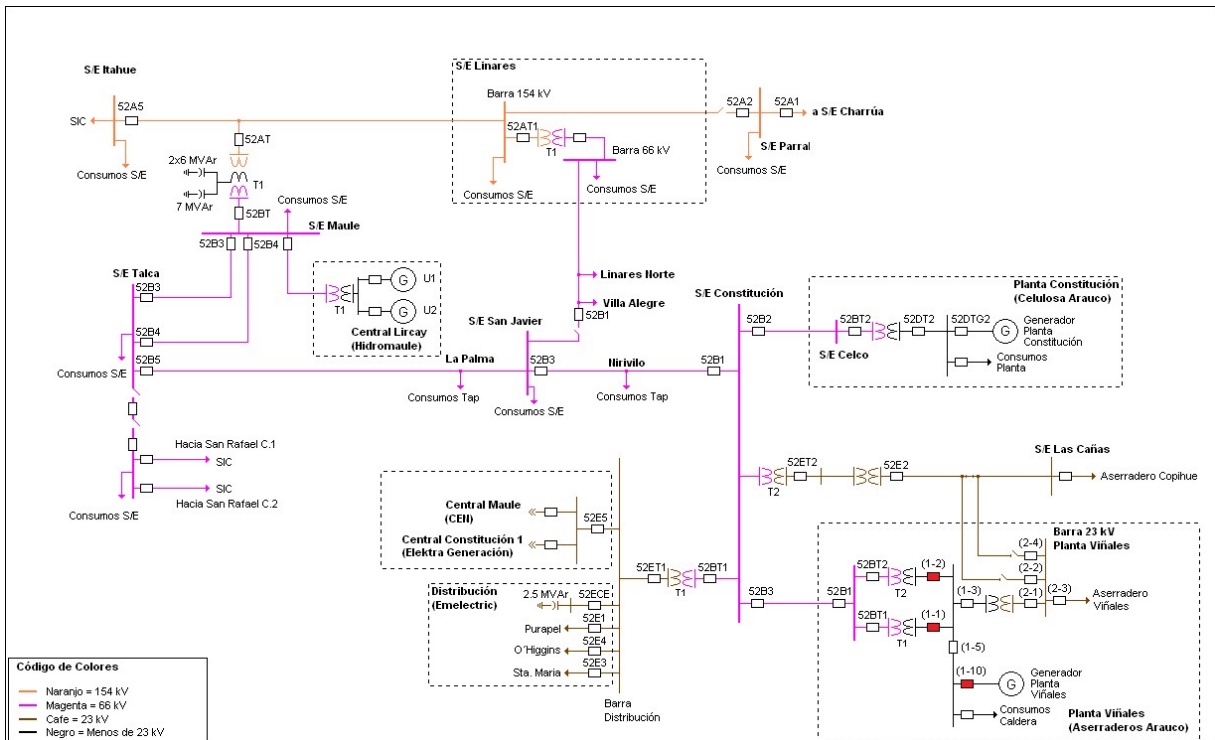 S/E Itahue
52A5
SIC
Consumos S/E
52AT
2x6 MVAr
T1
7 MVAr
52BT
S/E Linares
Barra 154 kV
52AT1
T1
Barra 66 kV
Consumos S/E
Consumos S/E
52A2
52A1
a S/E Charrúa
S/E Parral
Consumos S/E
Consumos S/E
S/E Maule
52B3
52B4
S/E Talca
52B3
52B4
52B5
Consumos S/E
T1
G
U1
G
U2
Central Lircay
(Hidromaule)
Linares Norte
Villa Alegre
52B1
S/E San Javier
La Palma
52B3
Nirivilo
52B1
Consumos Tap
Consumos S/E
Consumos Tap
S/E Constitución
52B2
Planta Constitución
(Celulosa Arauco)
52BT2
52DT2
52DTG2
G
Generador
Planta
Constitución
S/E Celco
Consumos
Planta
Hacia San Rafael C.1
SIC
SIC
Hacia San Rafael C.2
Consumos S/E
52ET2
T2
52E2
S/E Las Cañas
Aserradero Copihue
Central Maule
(CEN)
52E5
Central Constitución 1
(Elektra Generación)
52ET1
T1
52BT1
Distribución
(Emelectric)
2.5 MVAr
52ECE
52E1
Purapel
52E4
O´Higgins
52E3
Sta. Maria
Barra
Distribución
52B3
52B1
Barra 23 kV
Planta Viñales
(2-4)
(2-2)
52BT2
T2
(1-2)
(1-3)
(2-1)
(2-3)
Aserradero
Viñales
52BT1
T1
(1-1)
(1-5)
(1-10)
G
Generador
Planta
Viñales
Consumos
Caldera
Planta Viñales
(Aserraderos Arauco)
Código de Colores
Naranjo = 154 kV
Magenta = 66 kV
Cafe = 23 kV
Negro = Menos de 23 kV